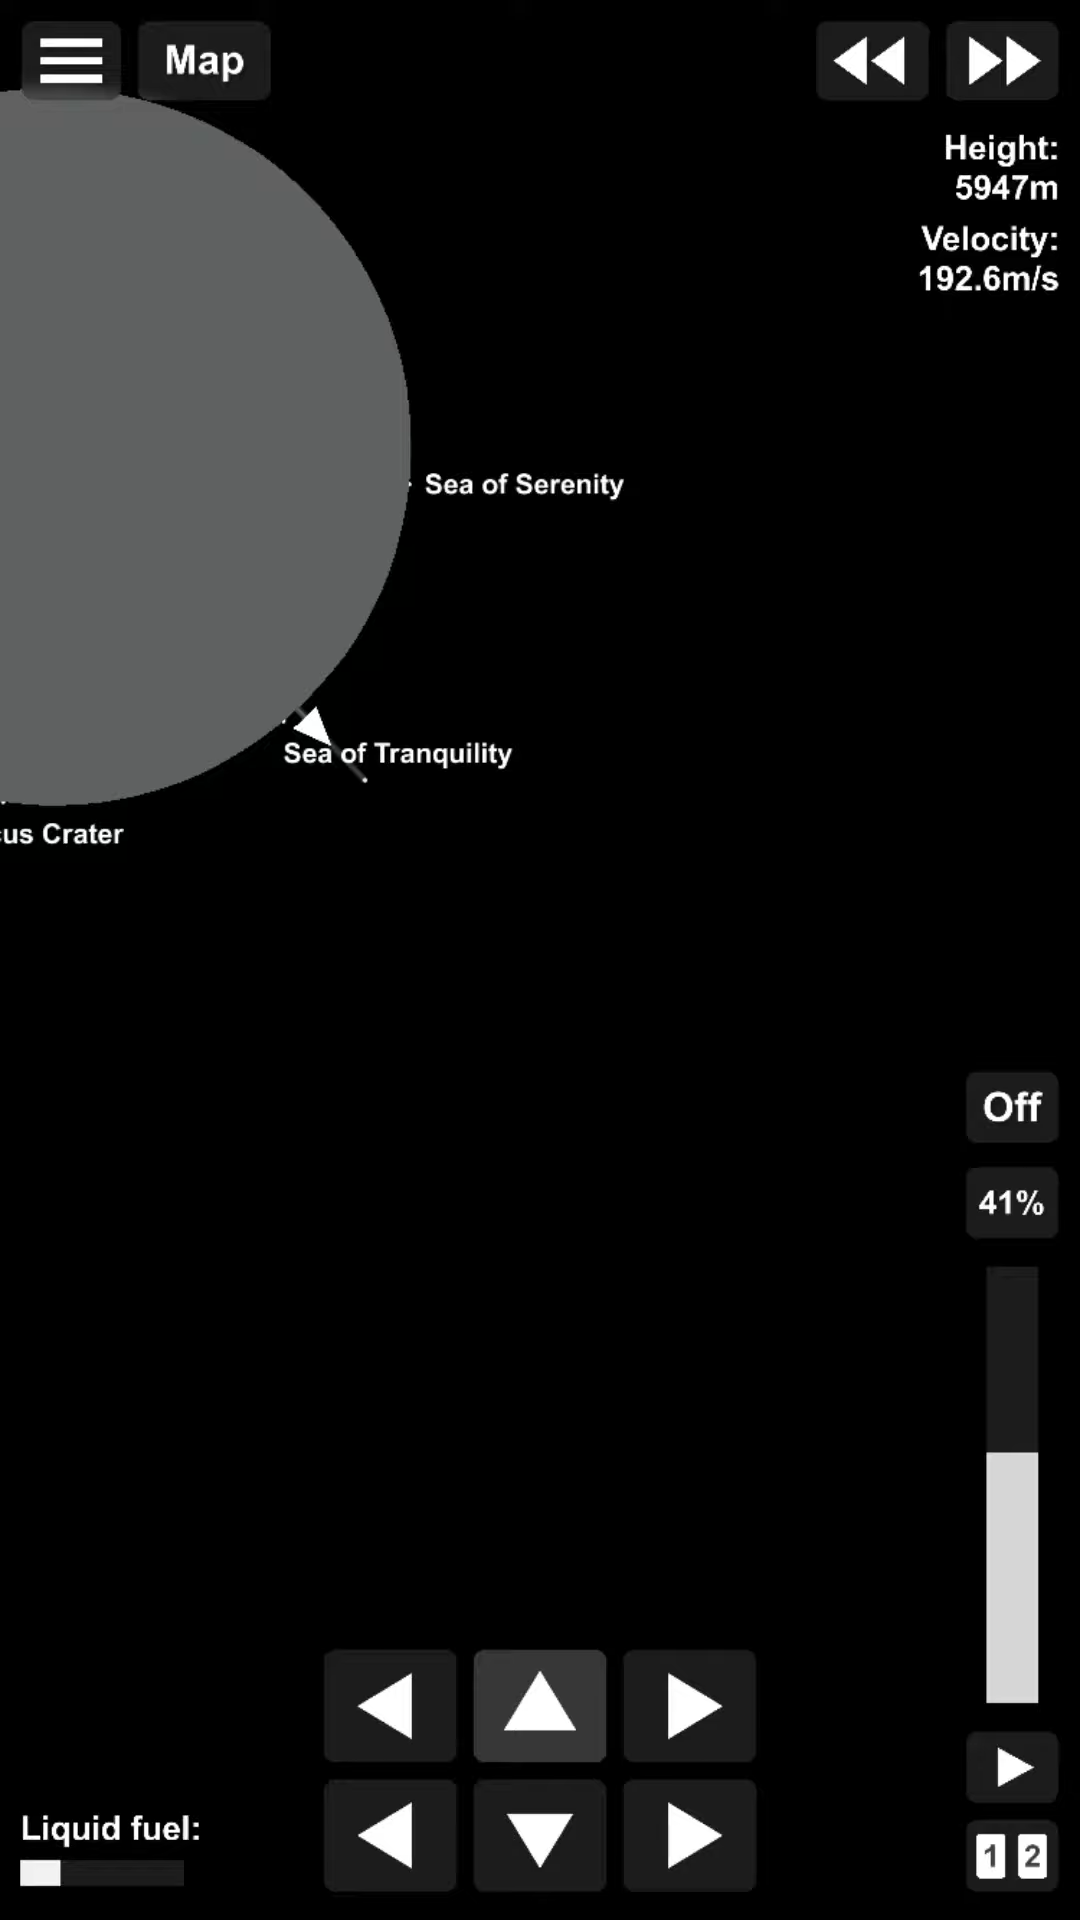 Map
Height:
5947m
Velocity:
192.6m/s
Sea of Serenity
Sea of Tranquility
cus Crater
Off
41%
Liquid fuel:
1 2